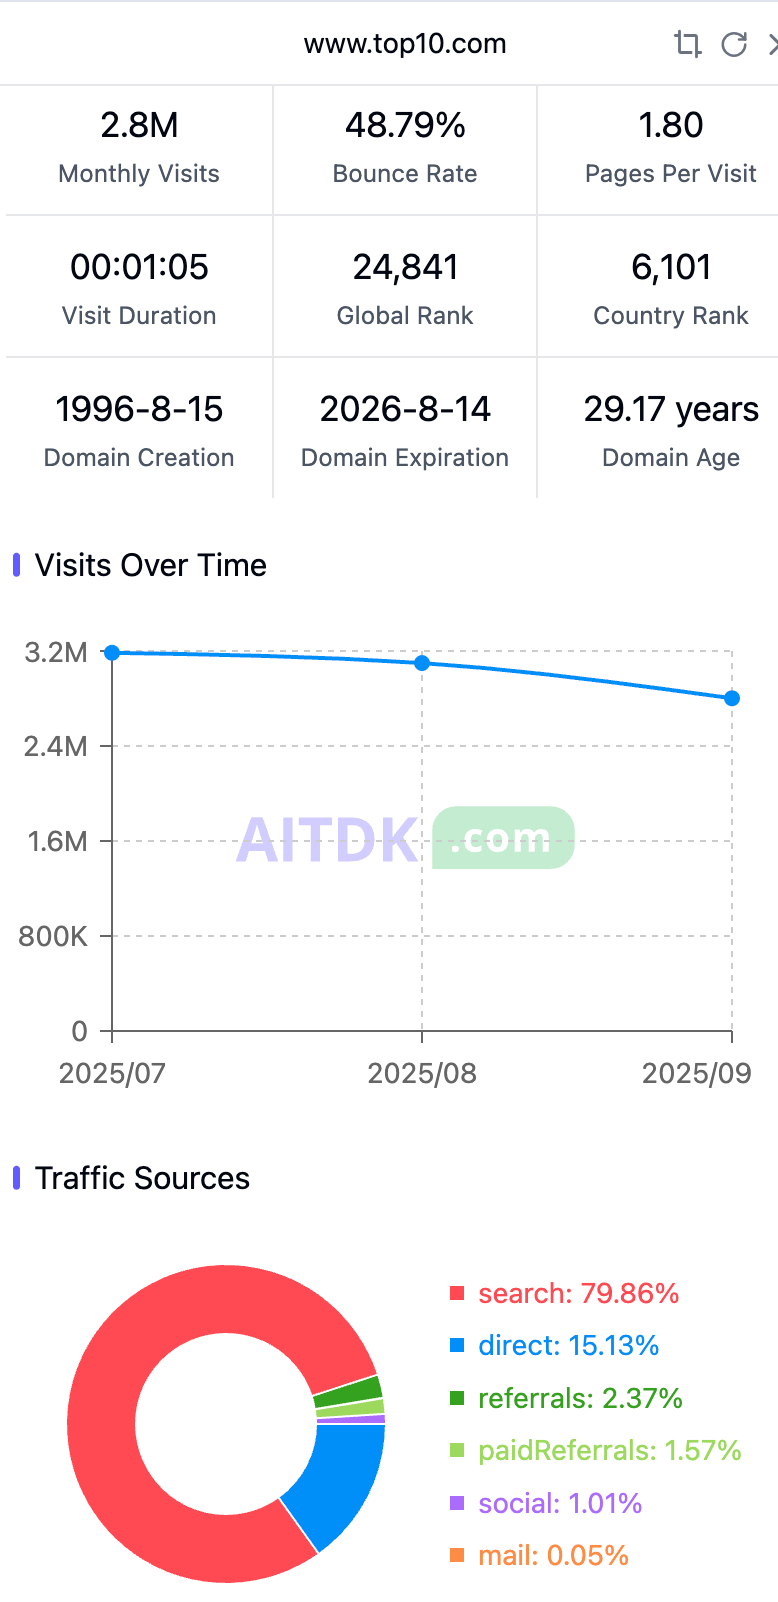 www.top10.com
2.8M
Monthly Visits
48.79%
Bounce Rate
1.80
Pages Per Visit
00:01:05
Visit Duration
24,841
Global Rank
6,101
Country Rank
1996-8-15
Domain Creation
2026-8-14
Domain Expiration
29.17 years
Domain Age
Visits Over Time
3.2M
2.4M
1.6M
800K
0
AITDK .com
2025/07
2025/08
2025/09
Traffic Sources
search: 79.86%
direct: 15.13%
referrals: 2.37%
paidReferrals: 1.57%
social: 1.01%
mail: 0.05%